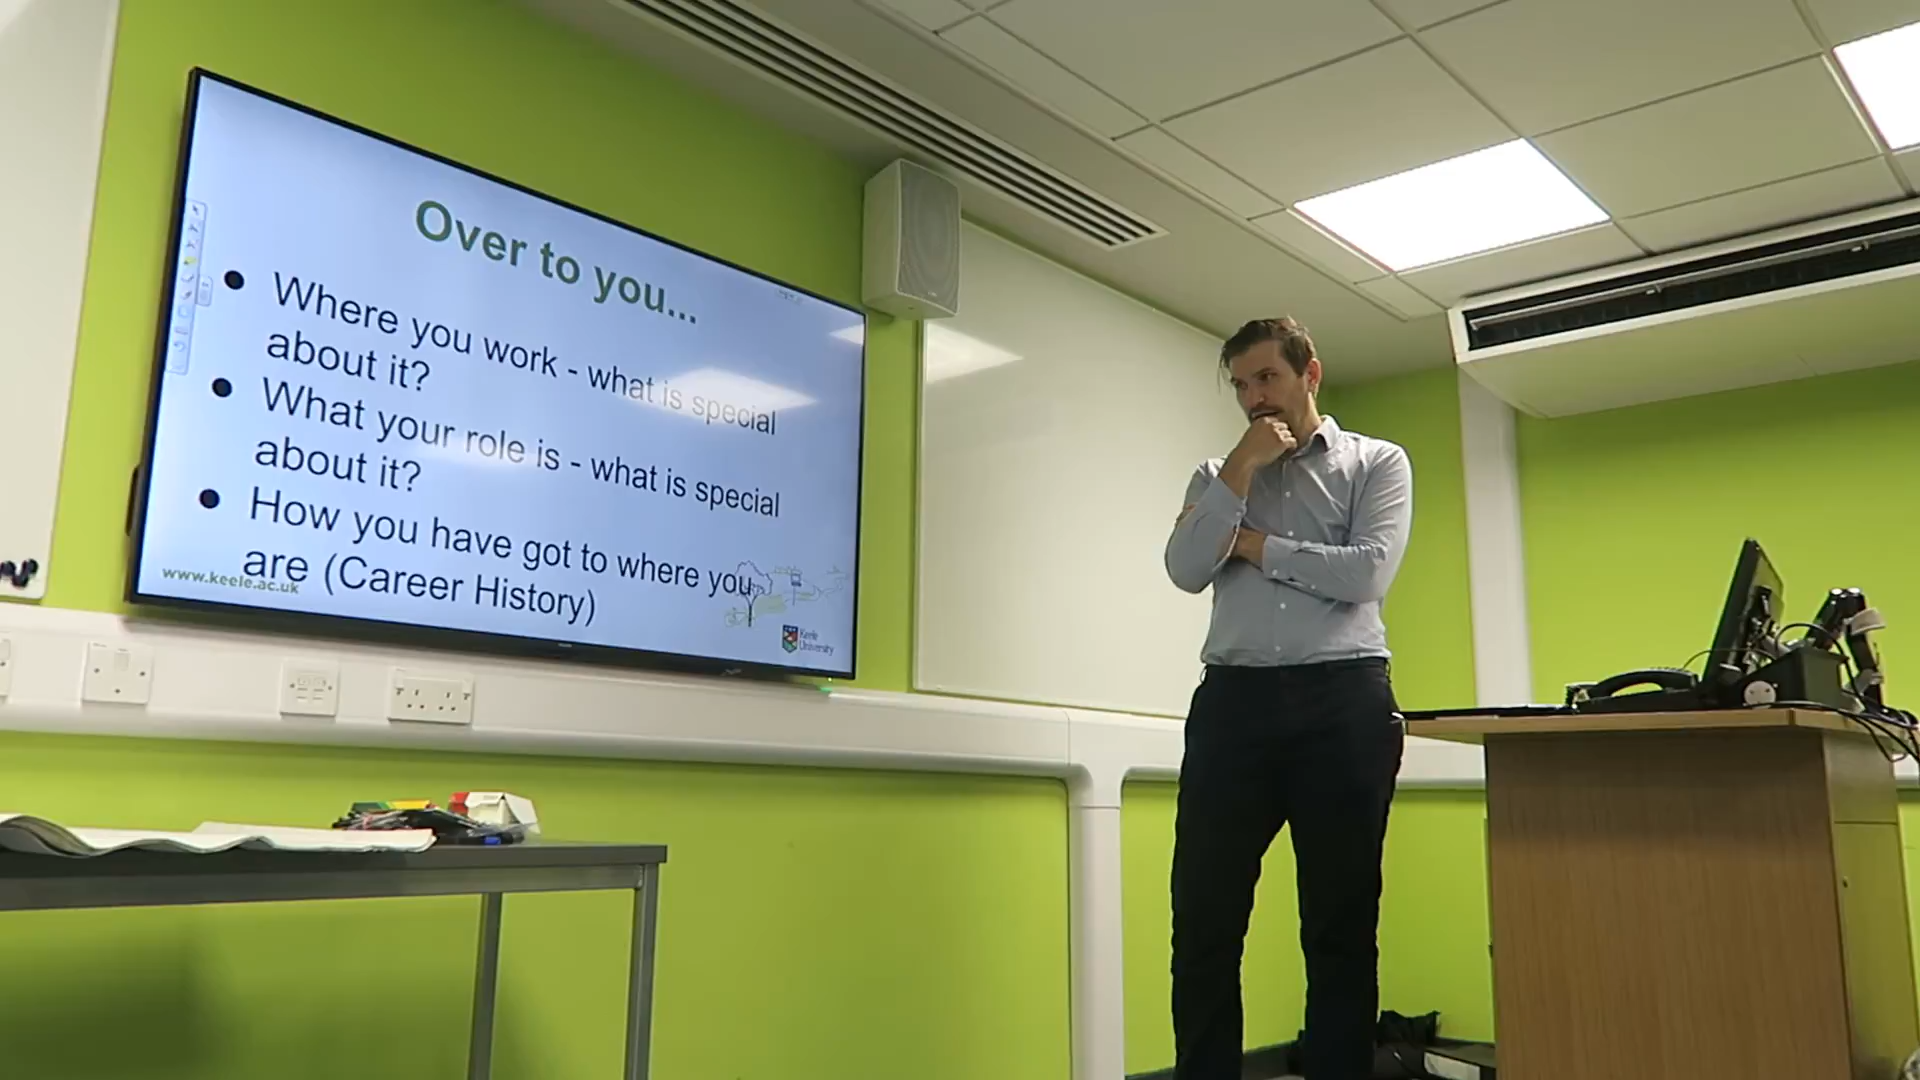 Over to you...
● Where you work - what is special
about it?
● What your role is - what is special
about it?
● How you have got to where you
are (Career History)
www.keele.ac.uk
Keele
University